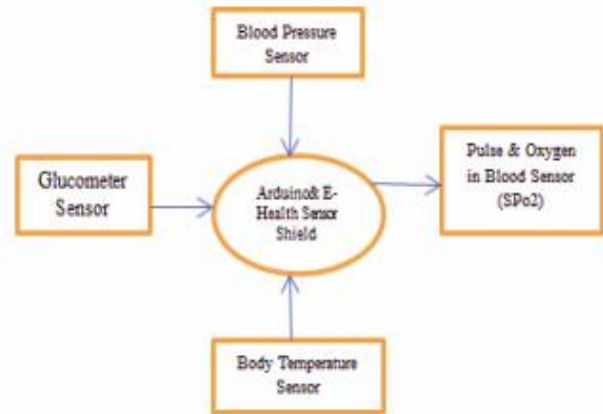 Blood Pressure
Sensor
Glucometer
Sensor
Arduino& E-
Health Sensor
Shield
Pulse & Oxygen
in Blood Sensor
(SPo2)
Body Temperature
Sensor